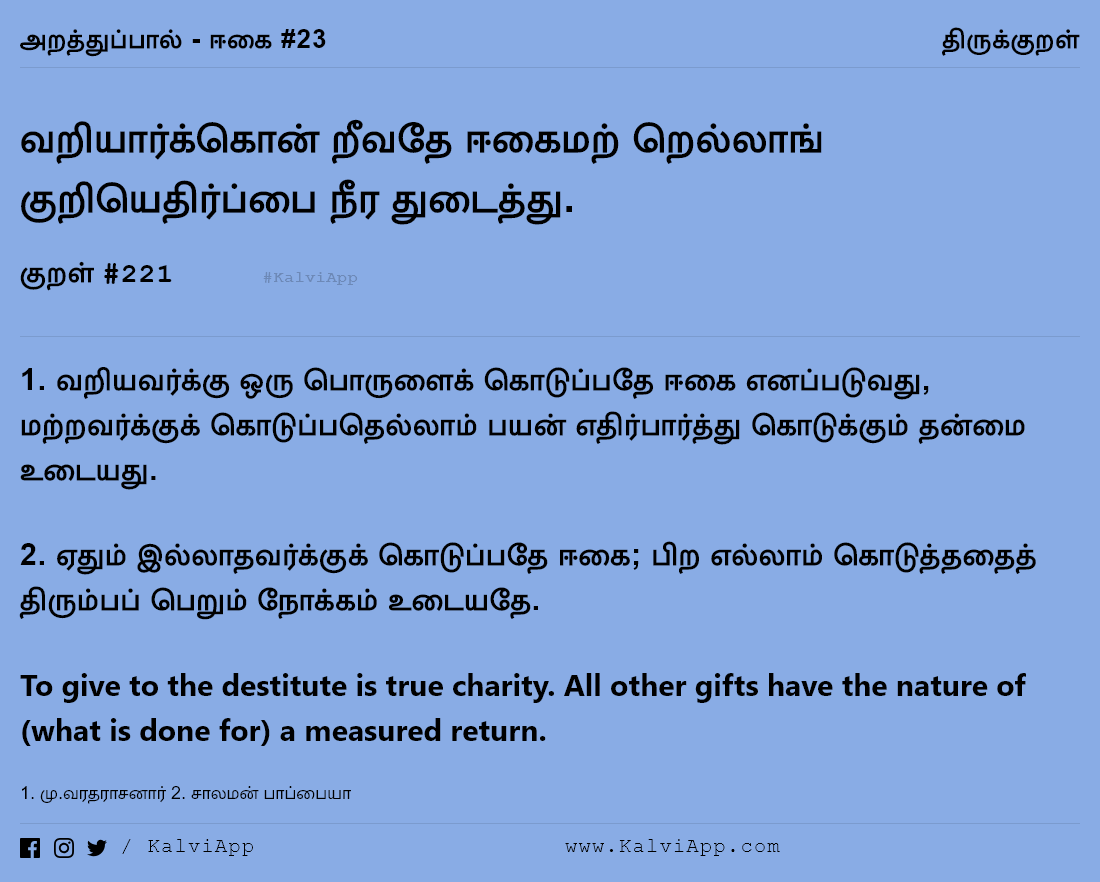 அறத்துப்பால் - ஈகை #23
திருக்குறள்
வறியார்க்கொன் றீவதே ஈகைமற் றெல்லாங்
குறியெதிர்ப்பை நீர துடைத்து.
குறள் #221
#KalviApp
1. வறியவர்க்கு ஒரு பொருளைக் கொடுப்பதே ஈகை எனப்படுவது,
மற்றவர்க்குக் கொடுப்பதெல்லாம் பயன் எதிர்பார்த்து கொடுக்கும் தன்மை
உடையது.
2. ஏதும் இல்லாதவர்க்குக் கொடுப்பதே ஈகை; பிற எல்லாம் கொடுத்ததைத்
திரும்பப் பெறும் நோக்கம் உடையதே.
To give to the destitute is true charity. All other gifts have the nature of
(what is done for) a measured return.
1. மு.வரதராசனார் 2. சாலமன் பாப்பையா
/ KalviApp
www.KalviApp.com